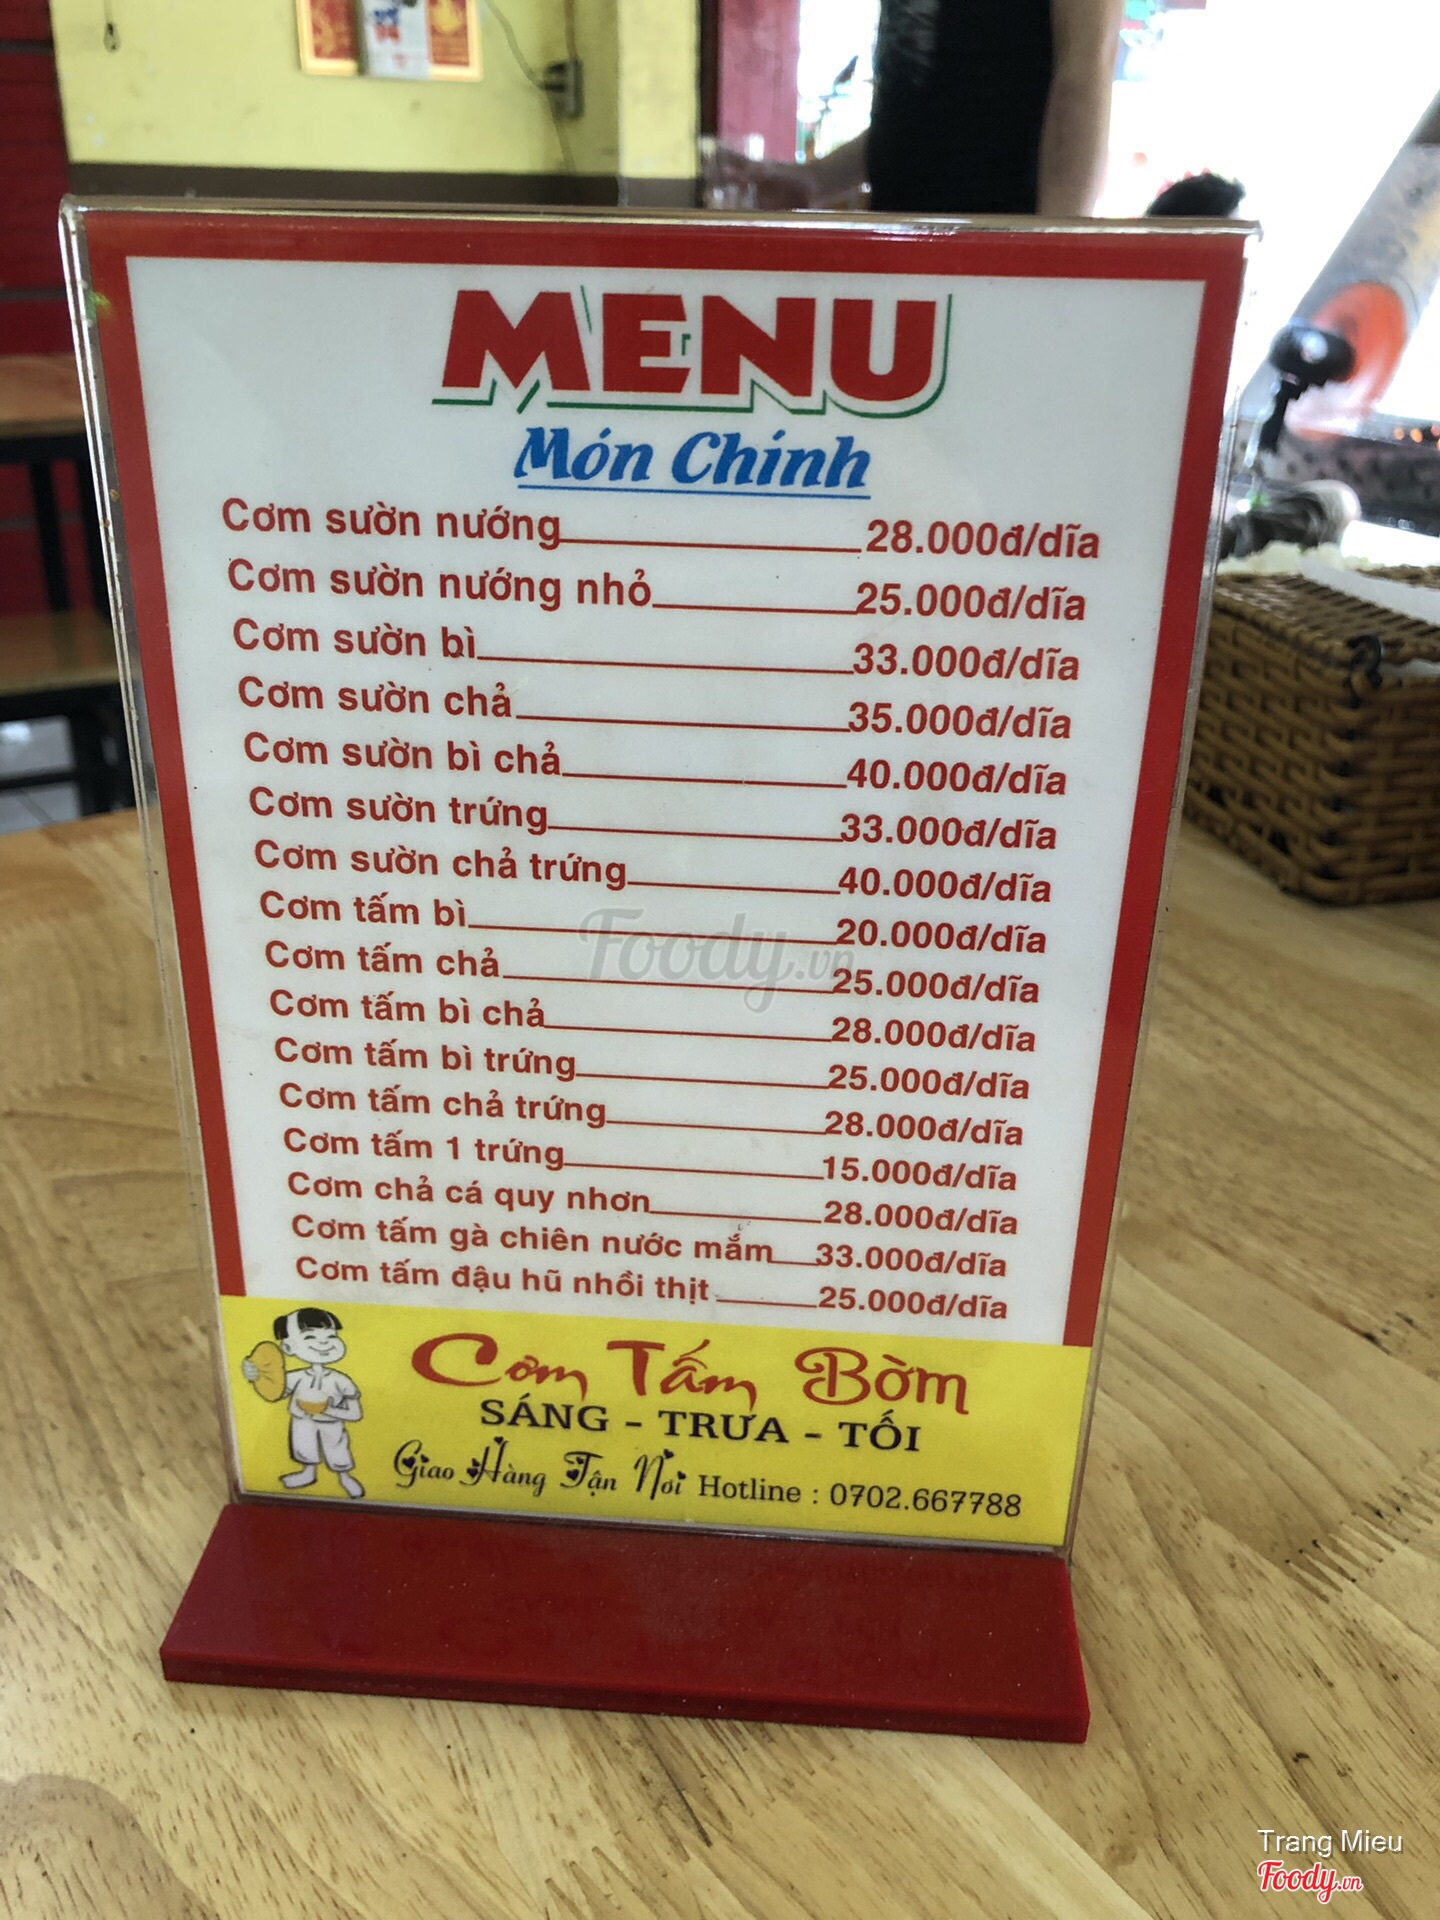 MENU
Món Chính
Cơm sườn nướng 28.000đ/dĩa
Cơm sườn nướng nhỏ 25.000đ/dĩa
Cơm sườn bì 33.000đ/dĩa
Cơm sườn chả 35.000đ/dĩa
Cơm sườn bì chả 40.000đ/dĩa
Cơm sườn trứng 33.000đ/dĩa
Cơm sườn chả trứng 40.000đ/dĩa
Cơm tấm bì 20.000đ/dĩa
Cơm tấm chả 25.000đ/dĩa
Cơm tấm bì chả 28.000đ/dĩa
Cơm tấm bì trứng 25.000đ/dĩa
Cơm tấm chả trứng 28.000đ/dĩa
Cơm tấm 1 trứng 15.000đ/dĩa
Cơm chả cá quy nhơn 28.000đ/dĩa
Cơm tấm gà chiên nước mắm 33.000đ/dĩa
Cơm tấm đậu hũ nhồi thịt 25.000đ/dĩa
Cơm Tấm Bờm
SÁNG - TRƯA - TỐI
Giao Hàng Tận Nơi Hotline : 0702.667788
Foody.vn
Trang Mieu
Foody.vn